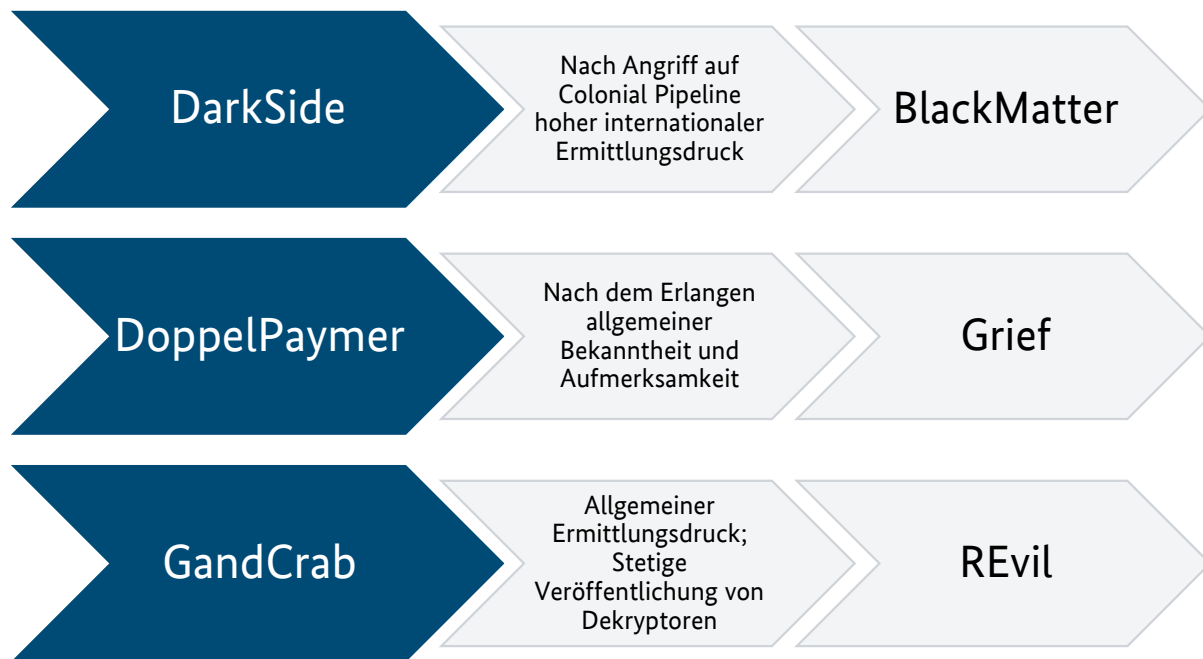 DarkSide
Nach Angriff auf
Colonial Pipeline
hoher internationaler
Ermittlungsdruck
BlackMatter
DoppelPaymer
Nach dem Erlangen
allgemeiner
Bekanntheit und
Aufmerksamkeit
Grief
GandCrab
Allgemeiner
Ermittlungsdruck;
Stetige
Veröffentlichung von
Dekryptoren
REvil